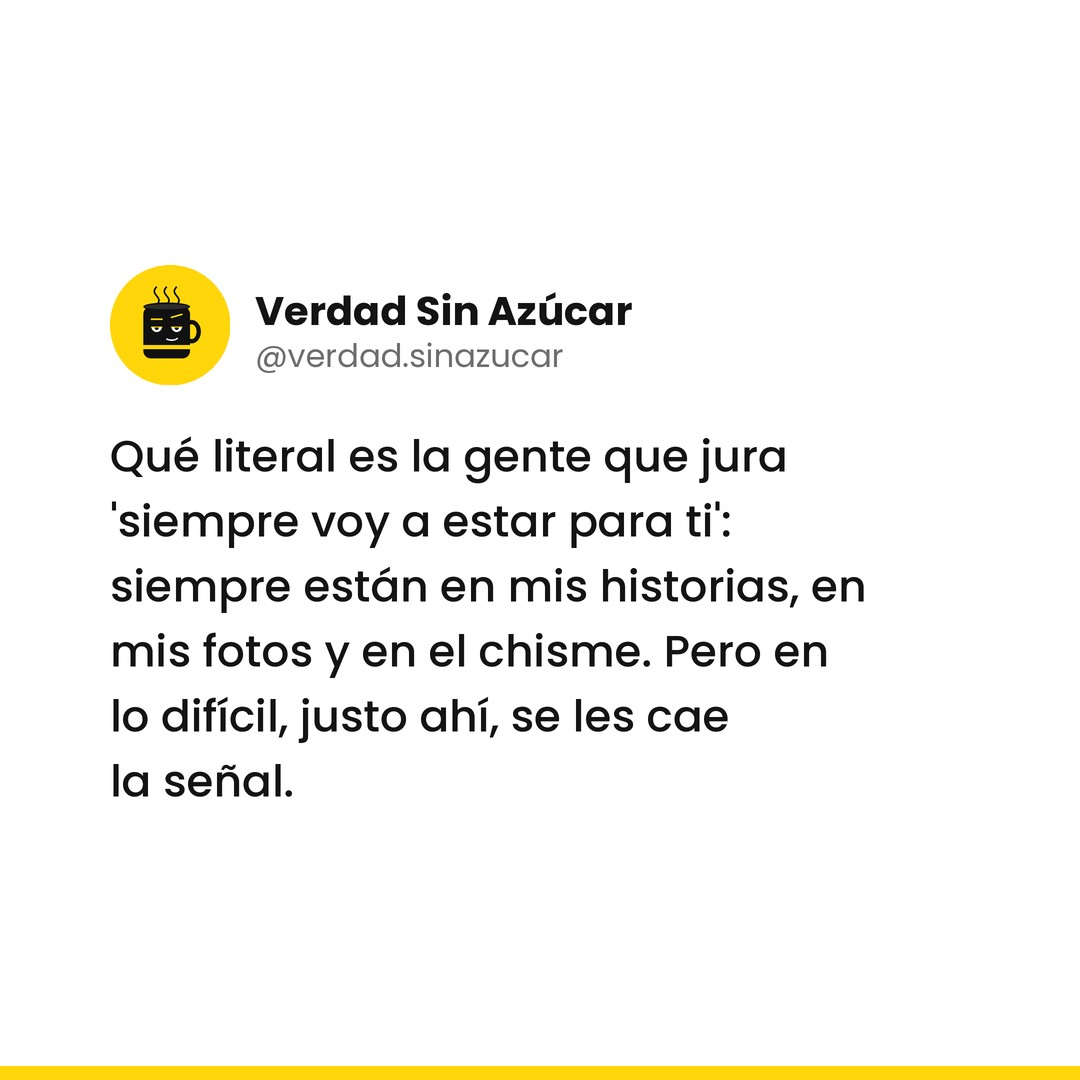 Verdad Sin Azúcar
@verdad.sinazucar
Qué literal es la gente que jura
'siempre voy a estar para ti':
siempre están en mis historias, en
mis fotos y en el chisme. Pero en
lo difícil, justo ahí, se les cae
la señal.